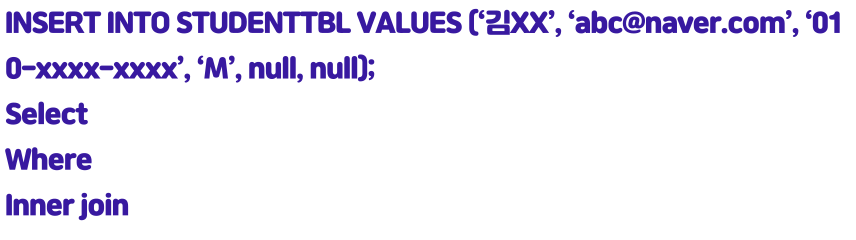 INSERT INTO STUDENTTBL VALUES (‘김XX’, ‘abc@naver.com’, ‘01
0-xxxx-xxxx’, ‘M’, null, null);
Select
Where
Inner join